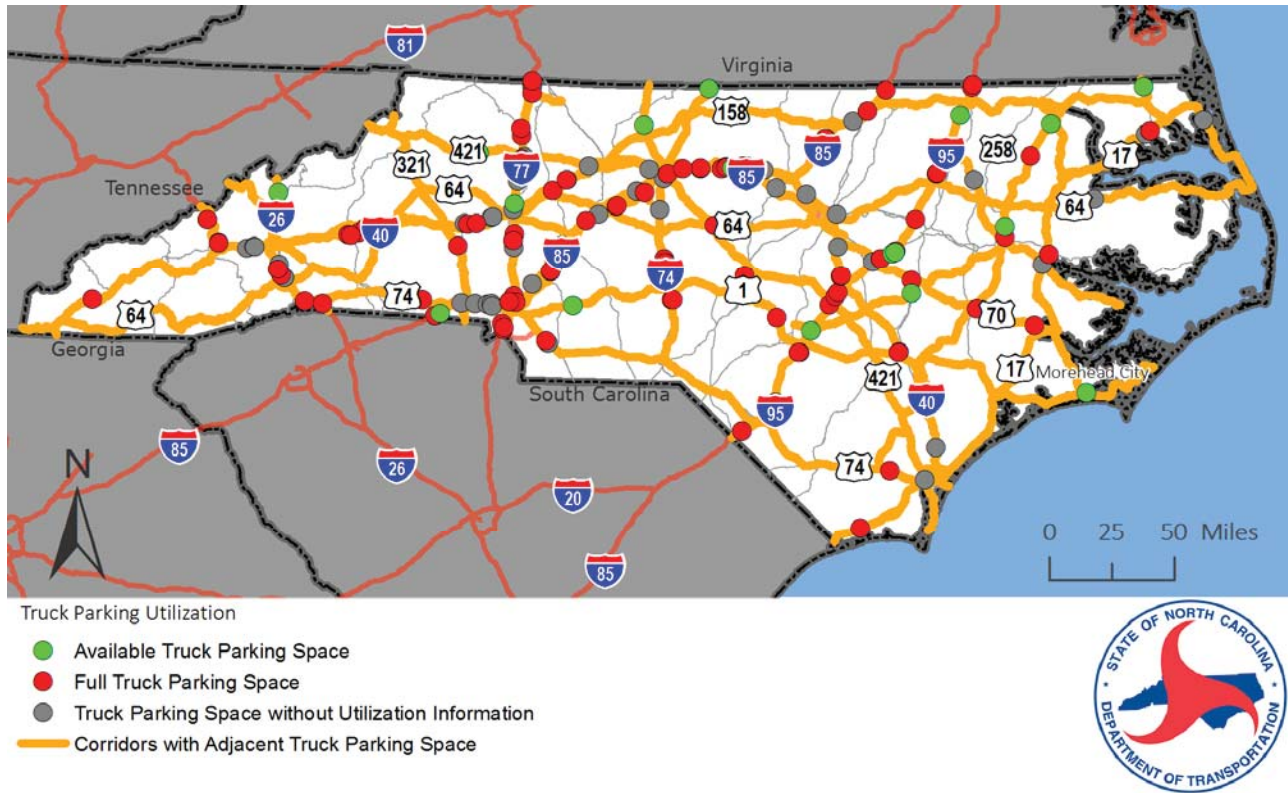 81
Virginia
158
421
77
321
64
85
95
258
17
Tennessee
85
64
26
40
64
85
74
1
74
64
70
Georgia
17
Morehead City
421
South Carolina
95
40
85
N
26
74
20
0 25 50 Miles
85
Truck Parking Utilization
Available Truck Parking Space
Full Truck Parking Space
Truck Parking Space without Utilization Information
Corridors with Adjacent Truck Parking Space
STATE OF NORTH CAROLINA
DEPARTMENT OF TRANSPORTATION